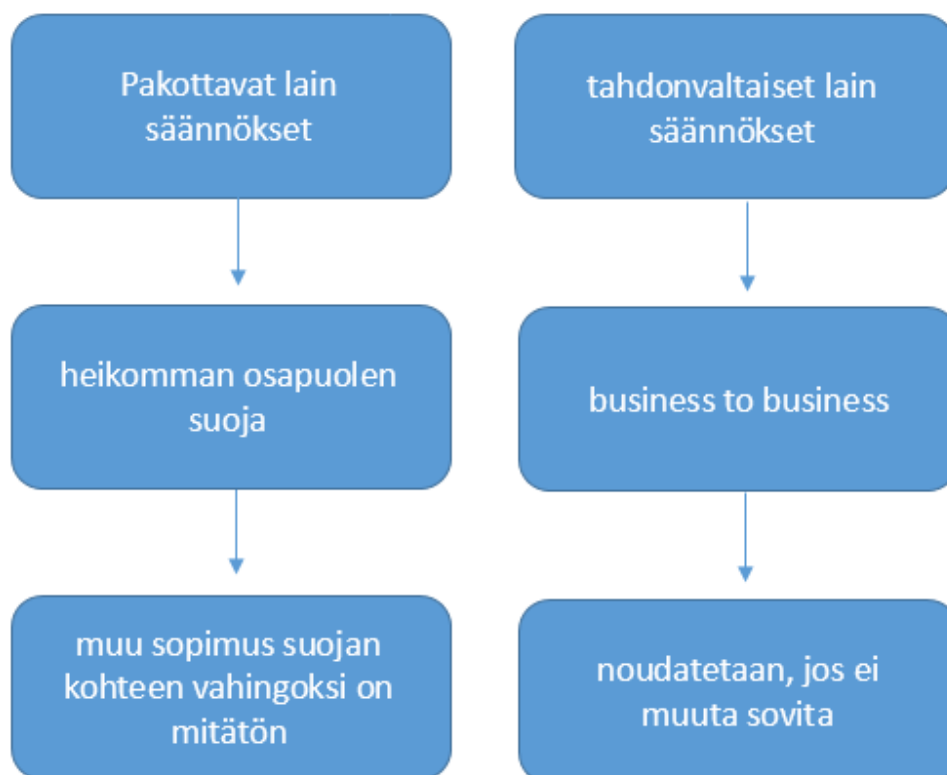 Pakottavat lain
säännökset
heikomman osapuolen
suoja
muu sopimus suojan
kohteen vahingoksi on
mitätön
tahdonvaltaiset lain
säännökset
business to business
noudatetaan, jos ei
muuta sovita